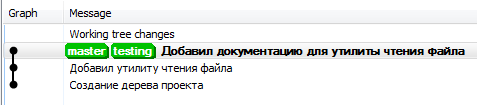 Graph Message
Working tree changes
master testing Добавил документацию для утилиты чтения файла
Добавил утилиту чтения файла
Создание дерева проекта